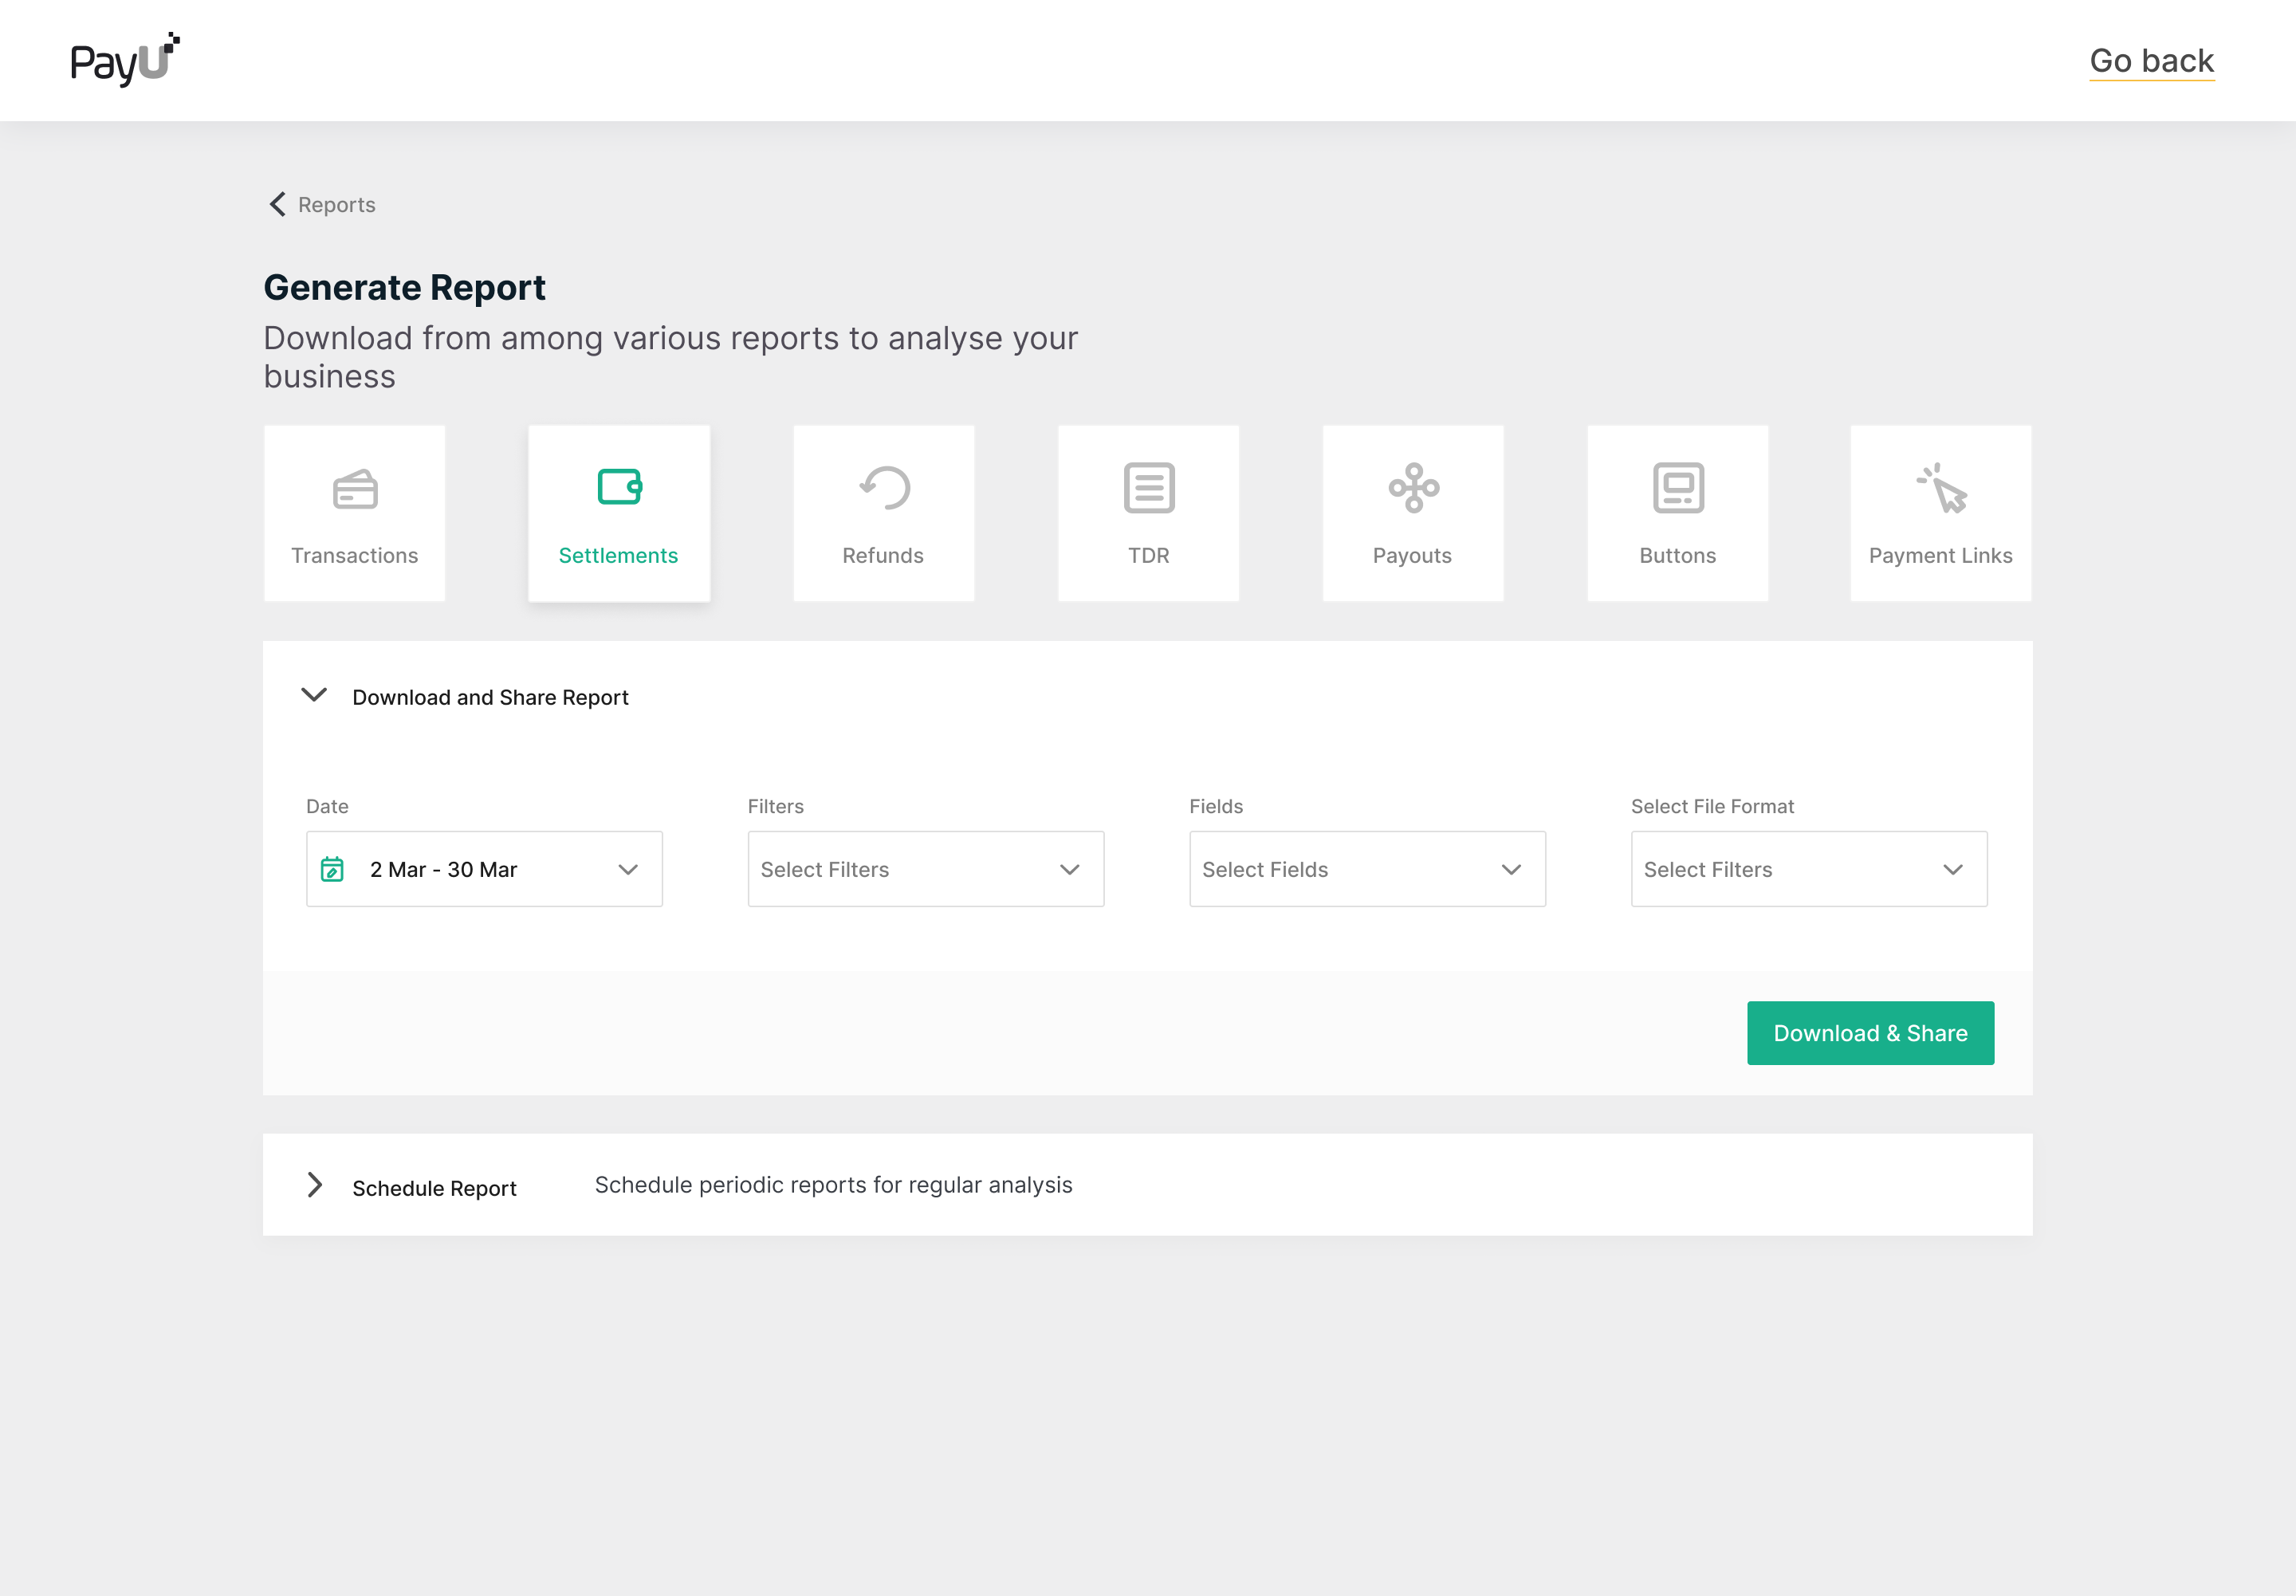 PayU
Go back
Reports
Generate Report
Download from among various reports to analyse your
business
Transactions
Settlements
Refunds
TDR
Payouts
Buttons
Payment Links
Download and Share Report
Date
Filters
Fields
Select File Format
2 Mar - 30 Mar
Select Filters
Select Fields
Select Filters
Download & Share
Schedule Report
Schedule periodic reports for regular analysis